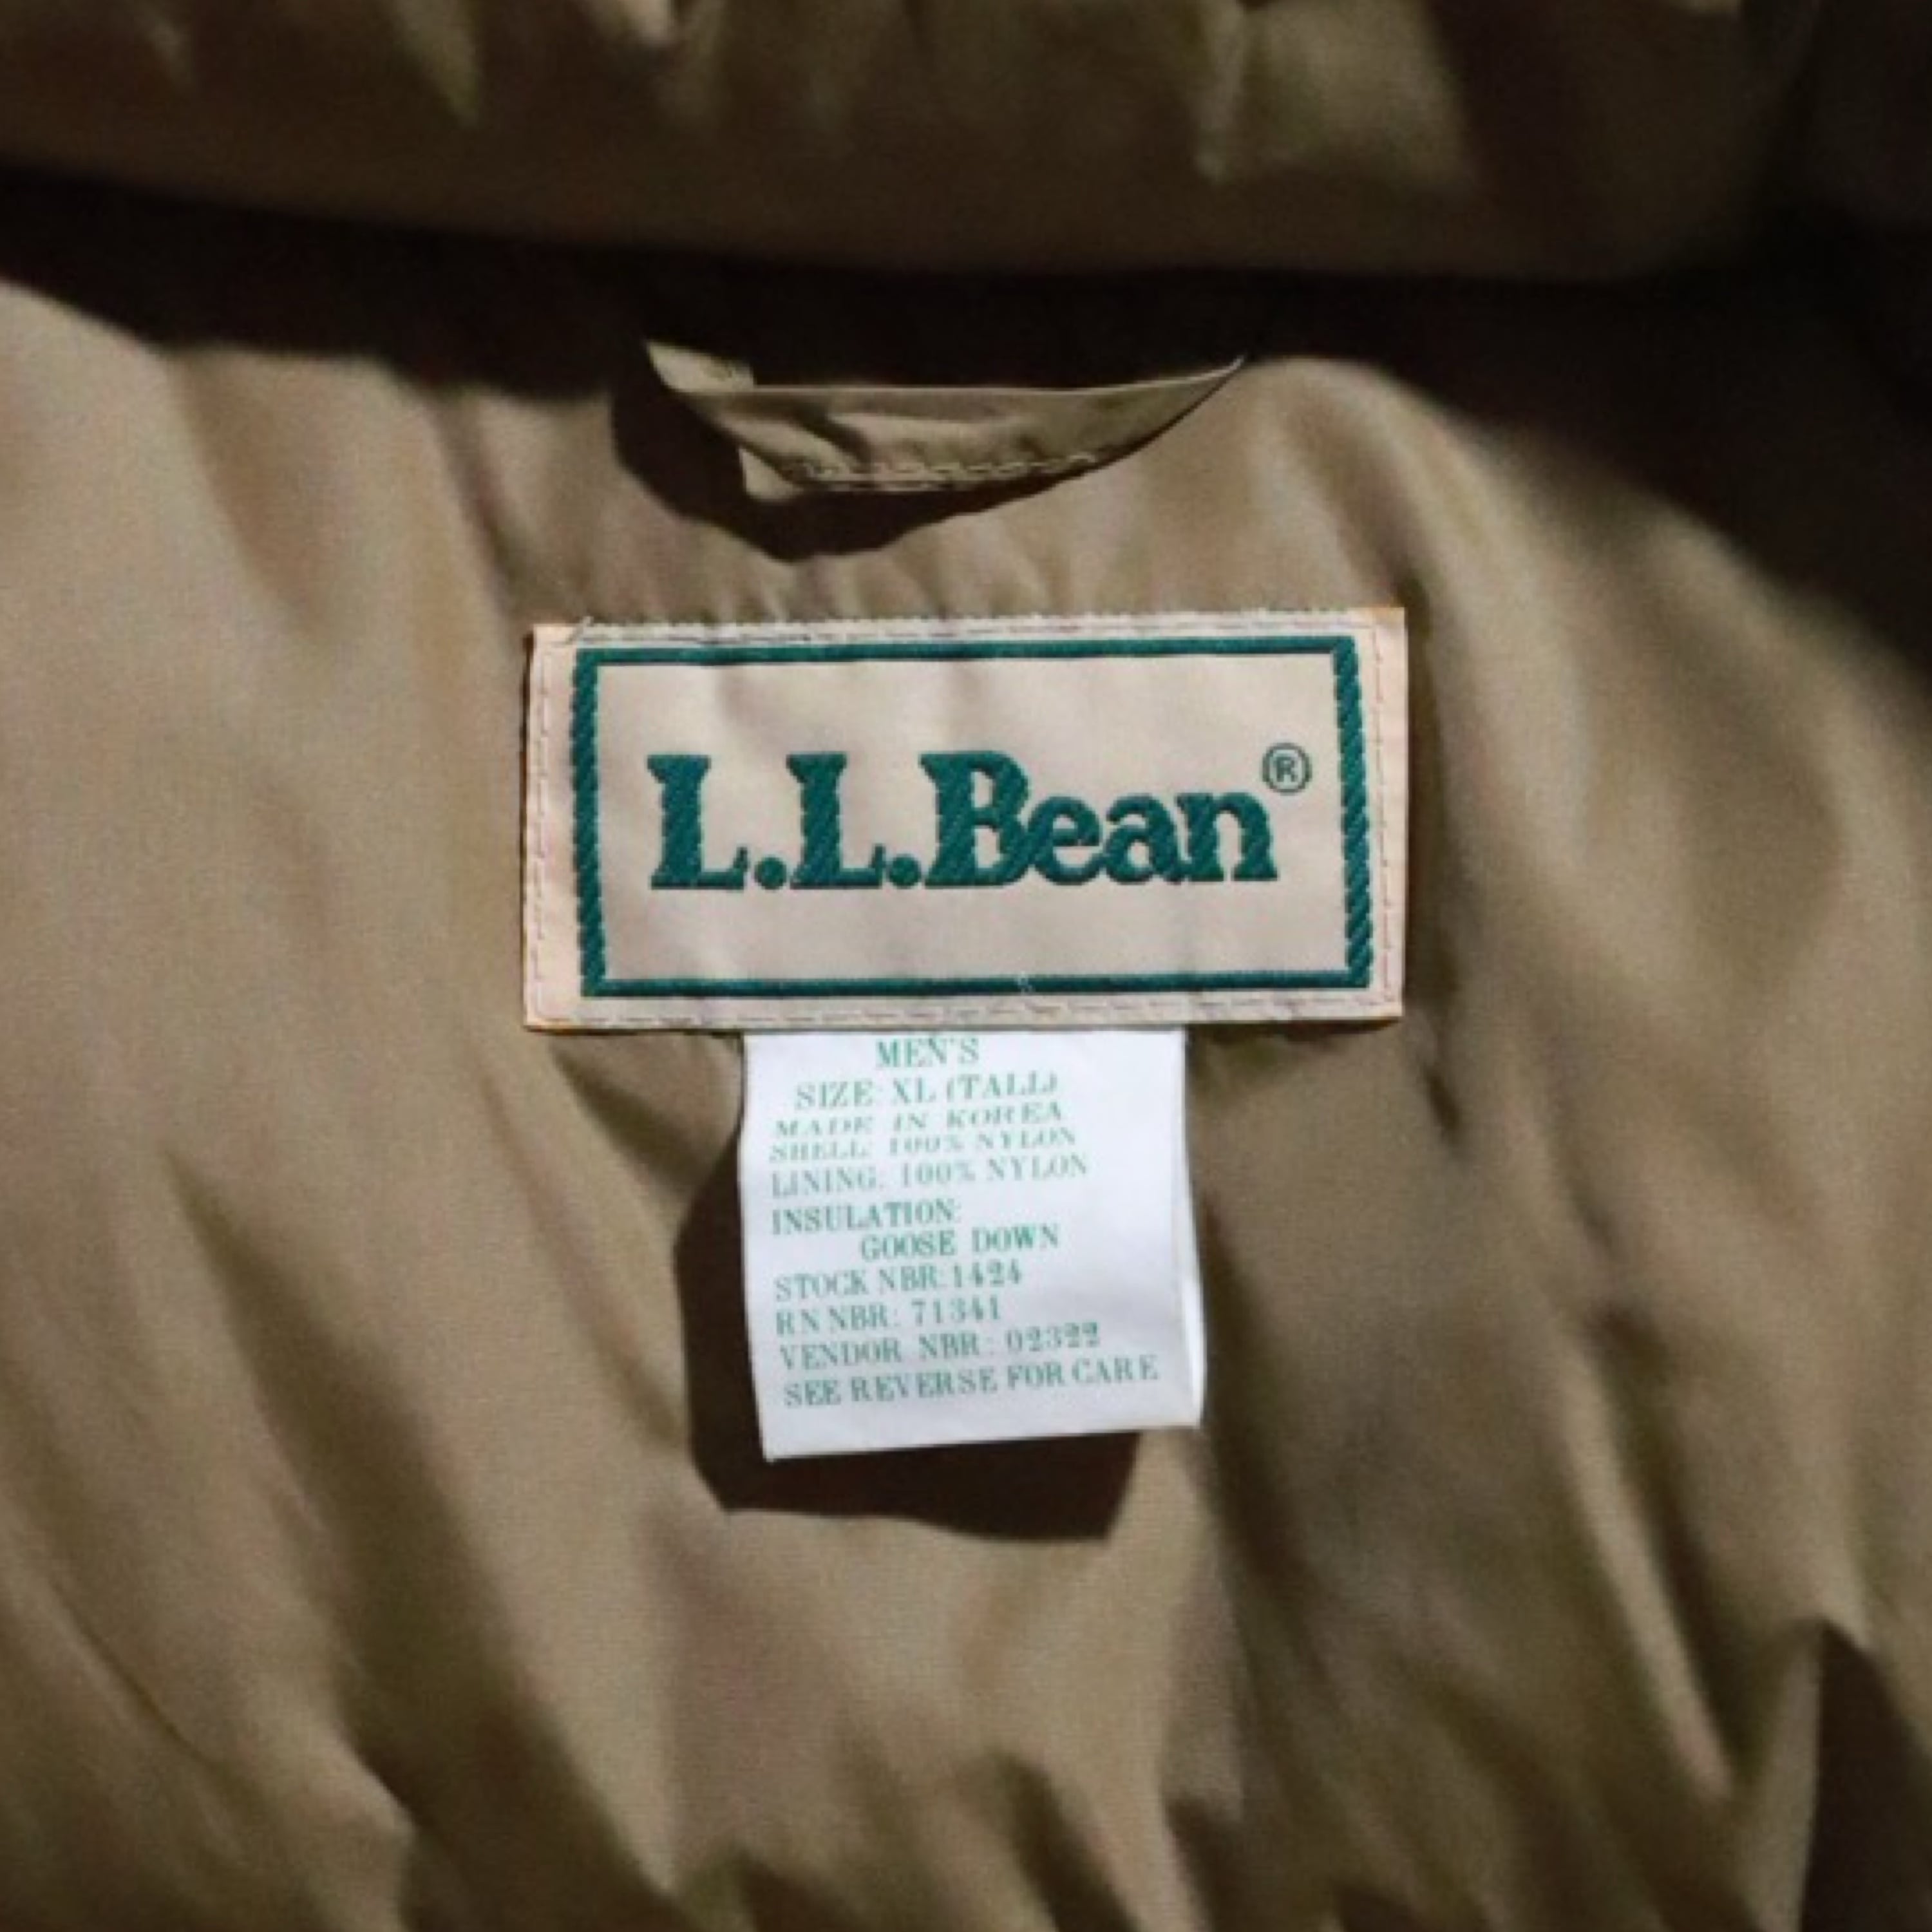 L.L.Bean®
MEN'S
SIZE: XL (TALL)
MADE IN KOREA
SHELL: 100% NYLON
LINING: 100% NYLON
INSULATION:
GOOSE DOWN
STOCK NBR: 1424
RN NBR: 71341
VENDOR NBR: 02322
SEE REVERSE FOR CARE